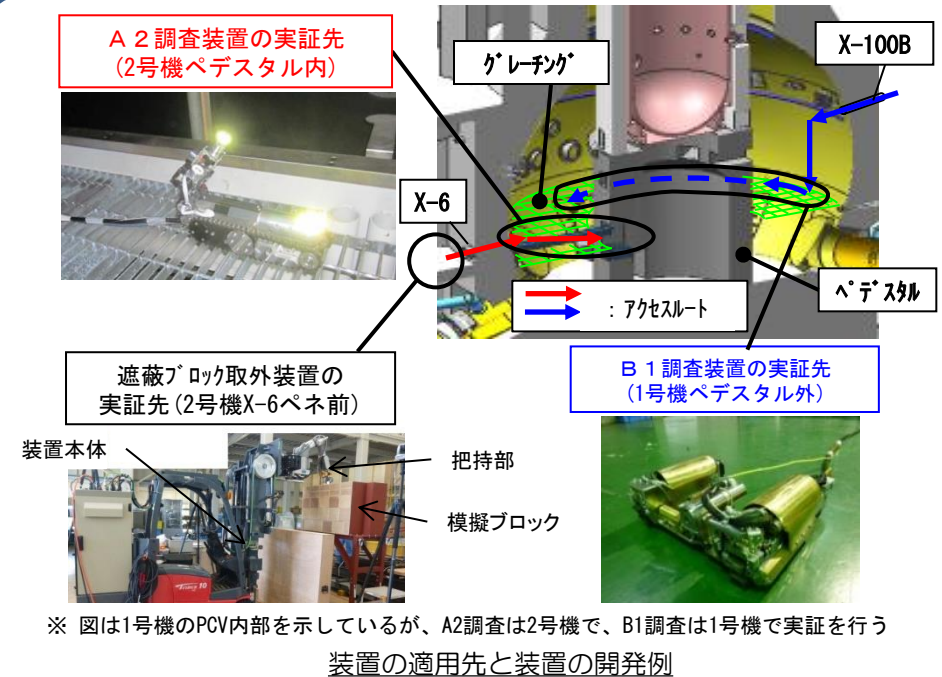 Ａ２調査装置の実証先
(2号機ペデスタル内)
ｸﾞﾚｰﾁﾝｸﾞ
X-100B
X-6
：ｱｸｾｽﾙｰﾄ
ﾍﾟﾃﾞｽﾀﾙ
遮蔽ﾌﾞﾛｯｸ取外装置の
実証先(2号機X-6ペネ前)
Ｂ１調査装置の実証先
(1号機ペデスタル外)
装置本体
把持部
模擬ブロック
※ 図は1号機のPCV内部を示しているが、A2調査は2号機で、B1調査は1号機で実証を行う
装置の適用先と装置の開発例